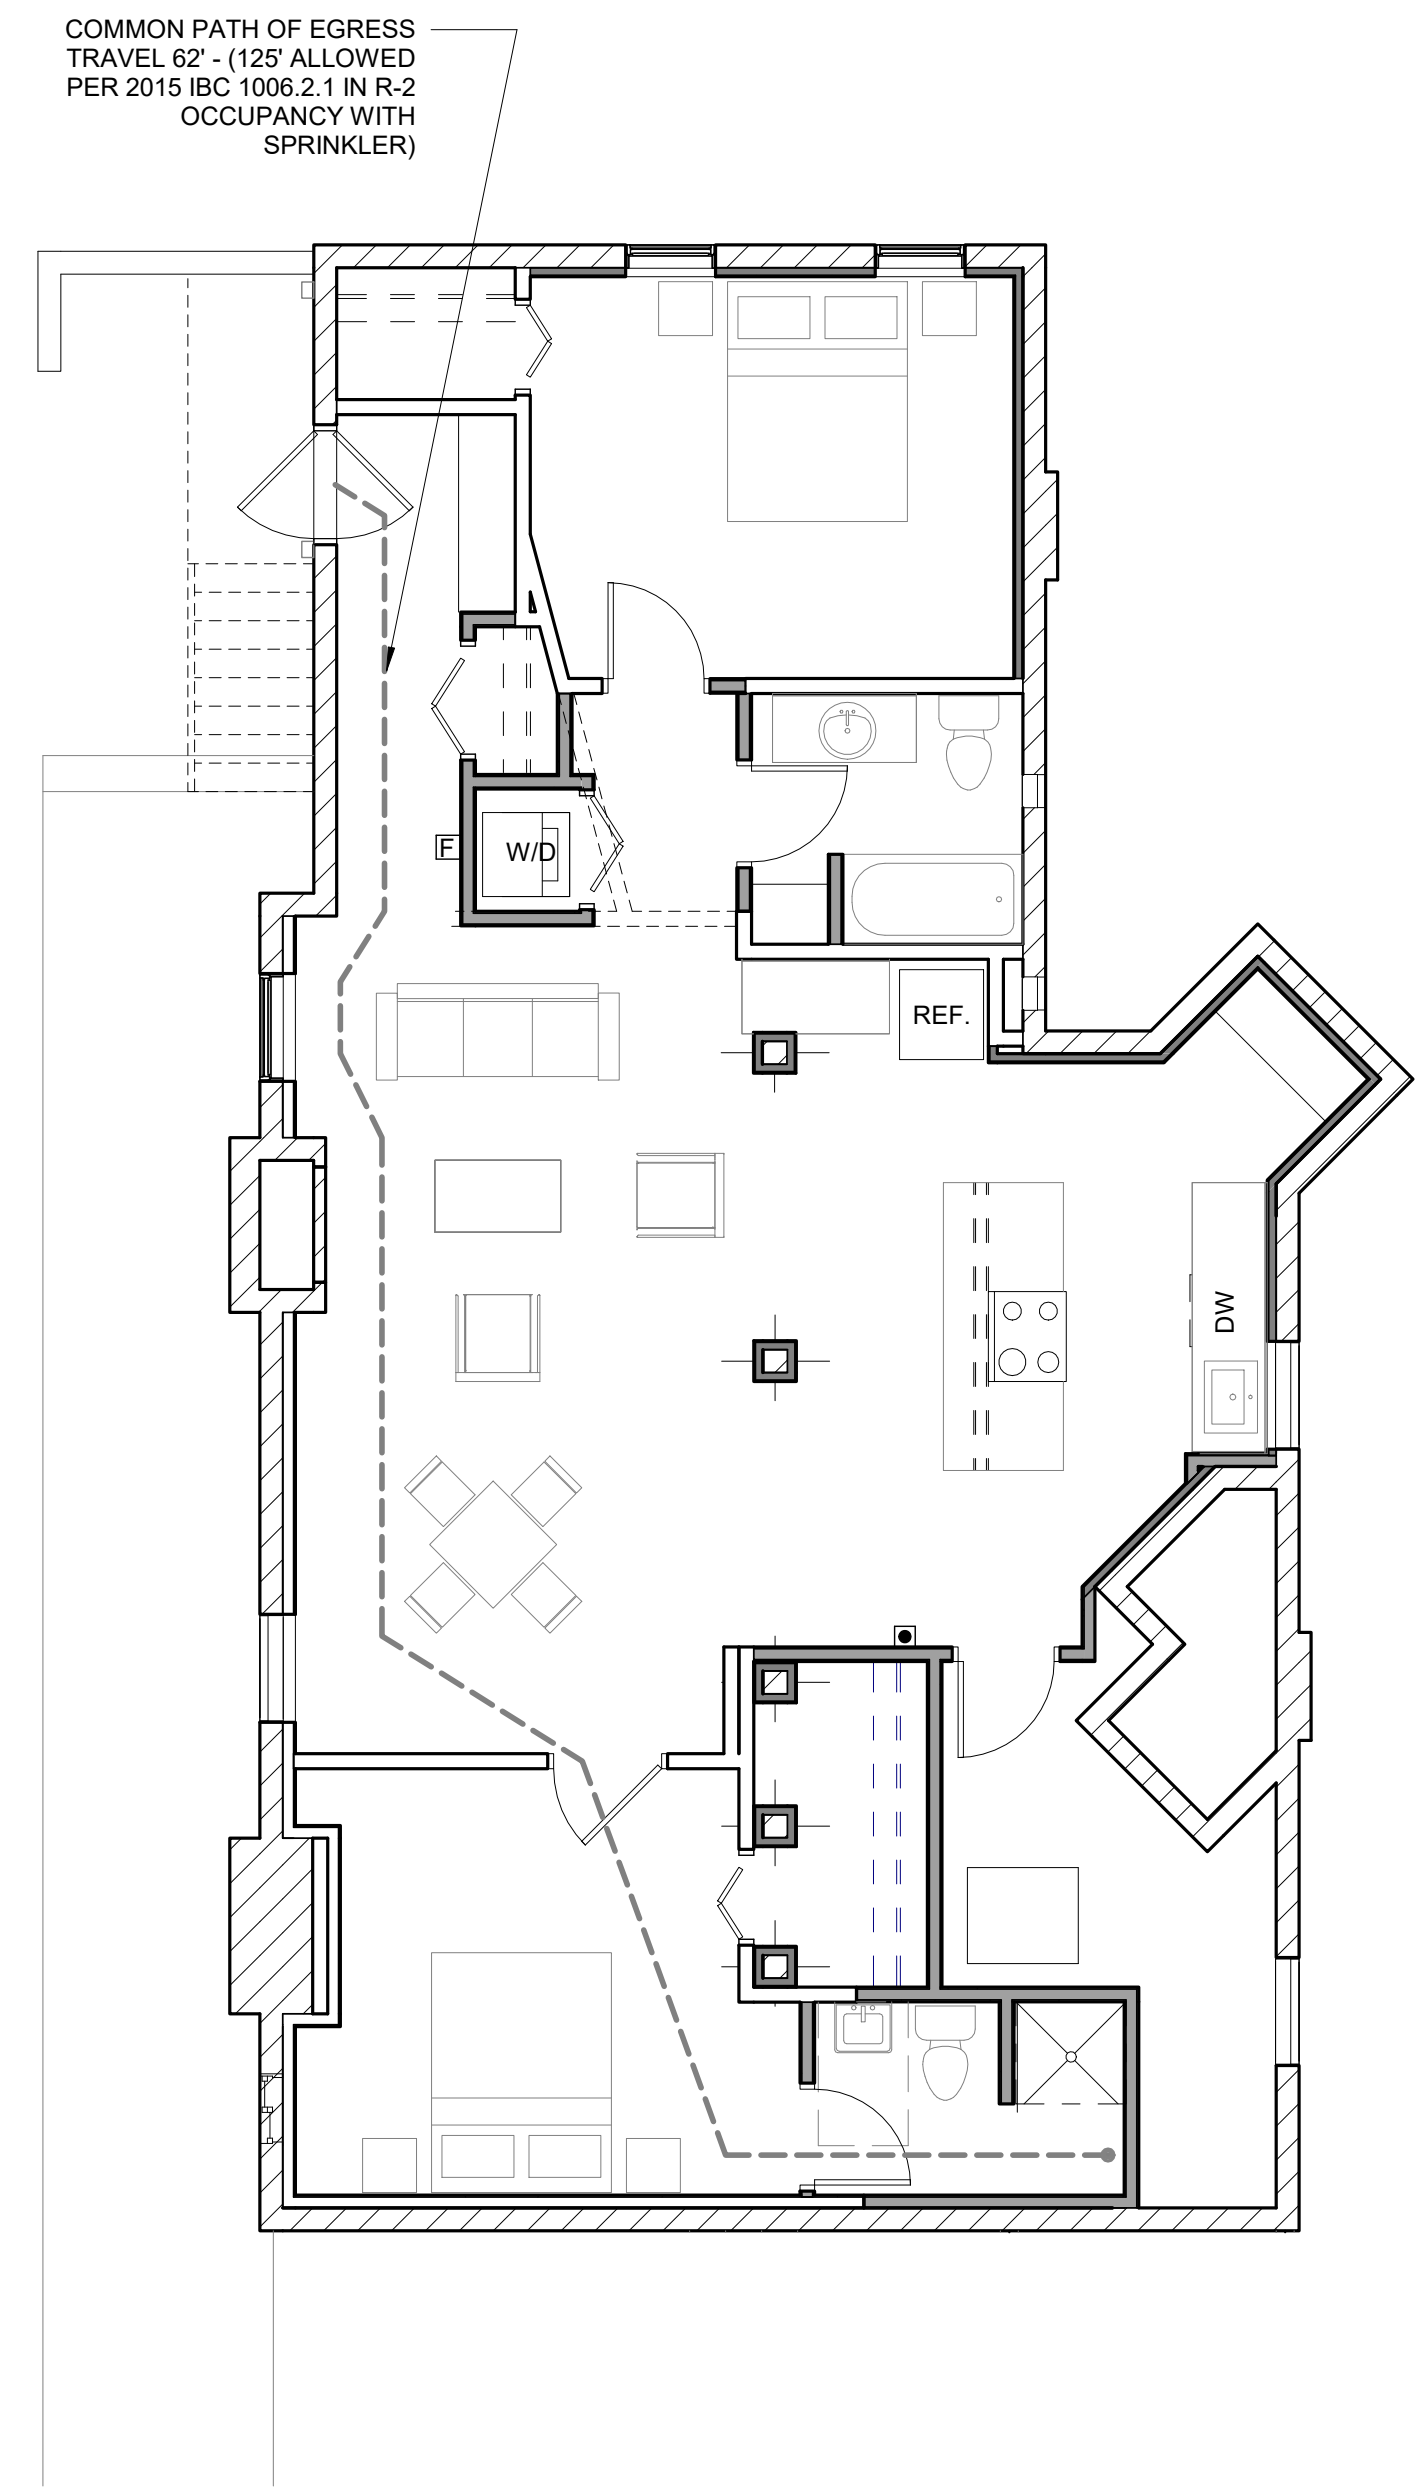 COMMON PATH OF EGRESS
TRAVEL 62' - (125' ALLOWED
PER 2015 IBC 1006.2.1 IN R-2
OCCUPANCY WITH
SPRINKLER)
F
W/D
REF.
DW